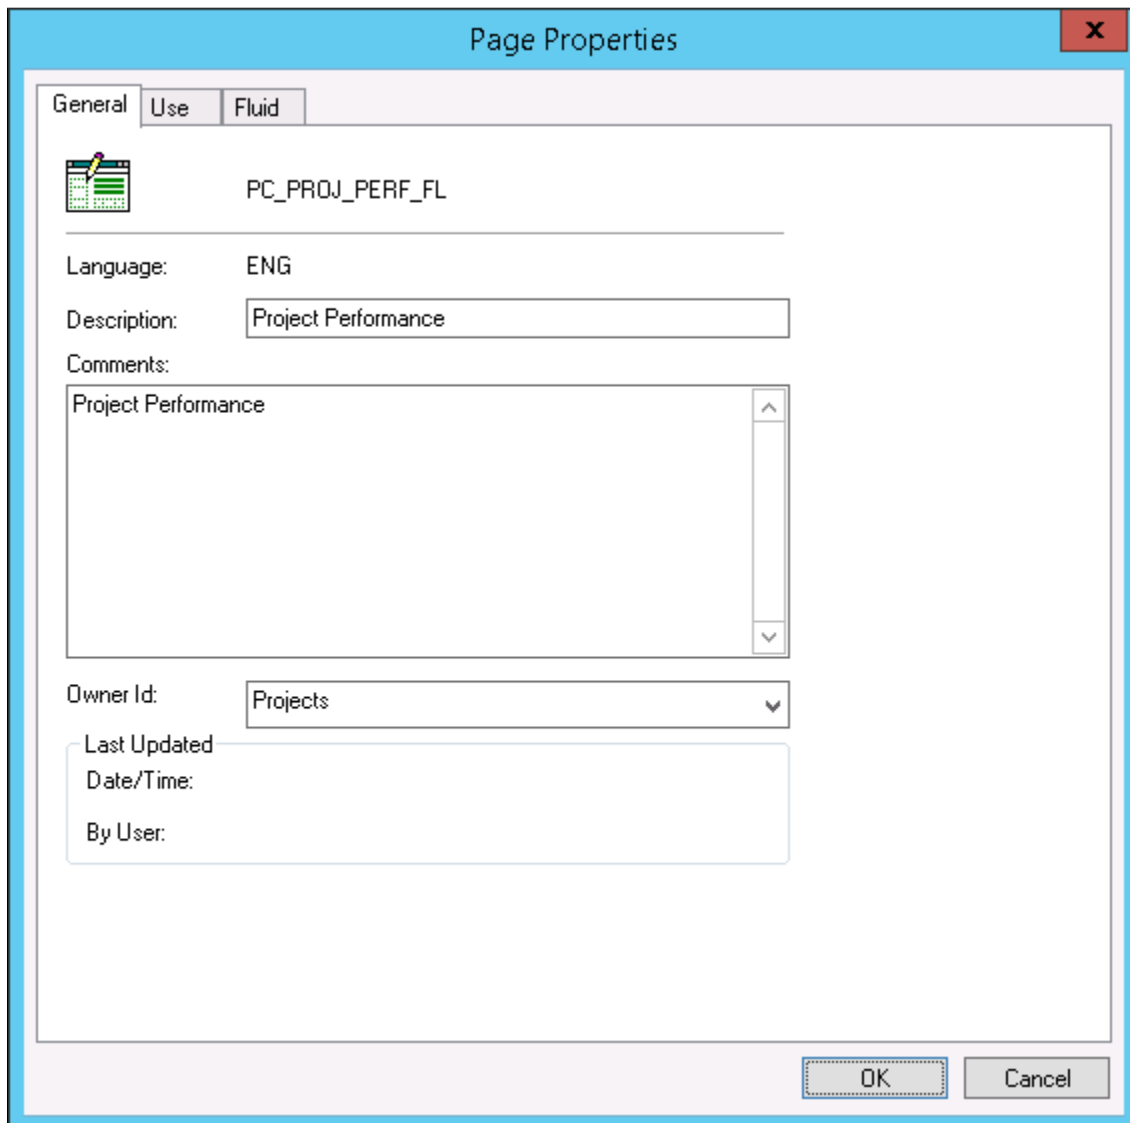 Page Properties
x
General Use Fluid
PC_PROJ_PERF_FL
Language: ENG
Description: Project Performance
Comments:
Project Performance
Owner Id: Projects
Last Updated
Date/Time:
By User:
OK Cancel